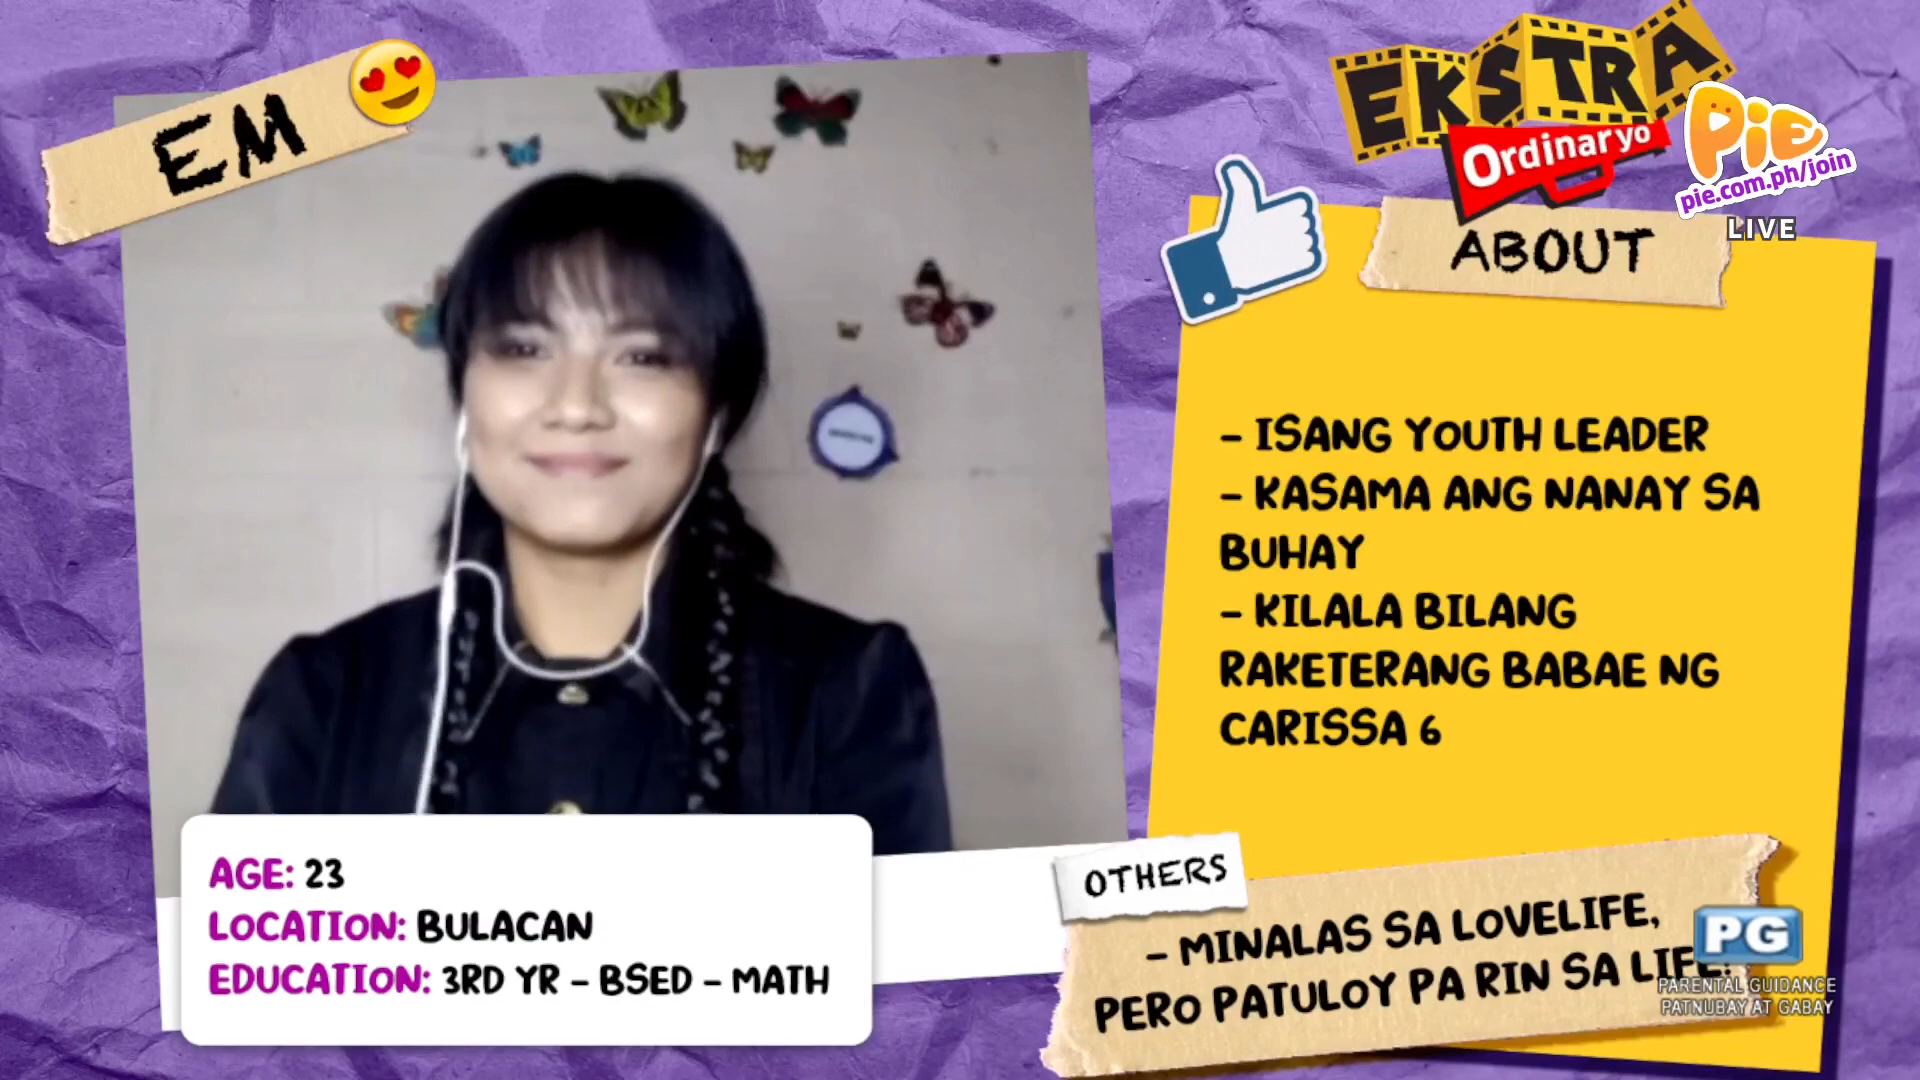 EM
EKSTRA
Ordinaryo
PiE
pie.com.ph/join
LIVE
ABOUT
- ISANG YOUTH LEADER
- KASAMA ANG NANAY SA
BUHAY
- KILALA BILANG
RAKETERANG BABAE NG
CARISSA 6
AGE: 23
LOCATION: BULACAN
EDUCATION: 3RD YR - BSED - MATH
OTHERS
- MINALAS SA LOVELIFE,
PERO PATULOY PA RIN SA LIFE.
PG
PARENTAL GUIDANCE
PATNUBAY AT GABAY